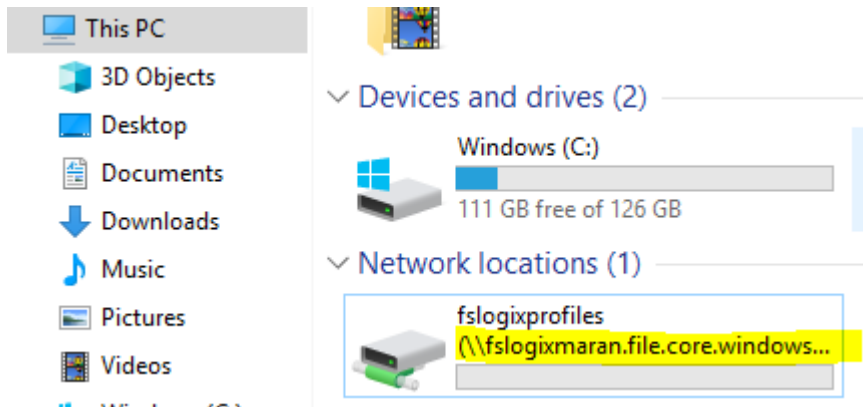 This PC
3D Objects
Desktop
Documents
Downloads
Music
Pictures
Videos
Devices and drives (2)
Windows (C:)
111 GB free of 126 GB
Network locations (1)
fslogixprofiles
(\\fslogixmaran.file.core.windows...